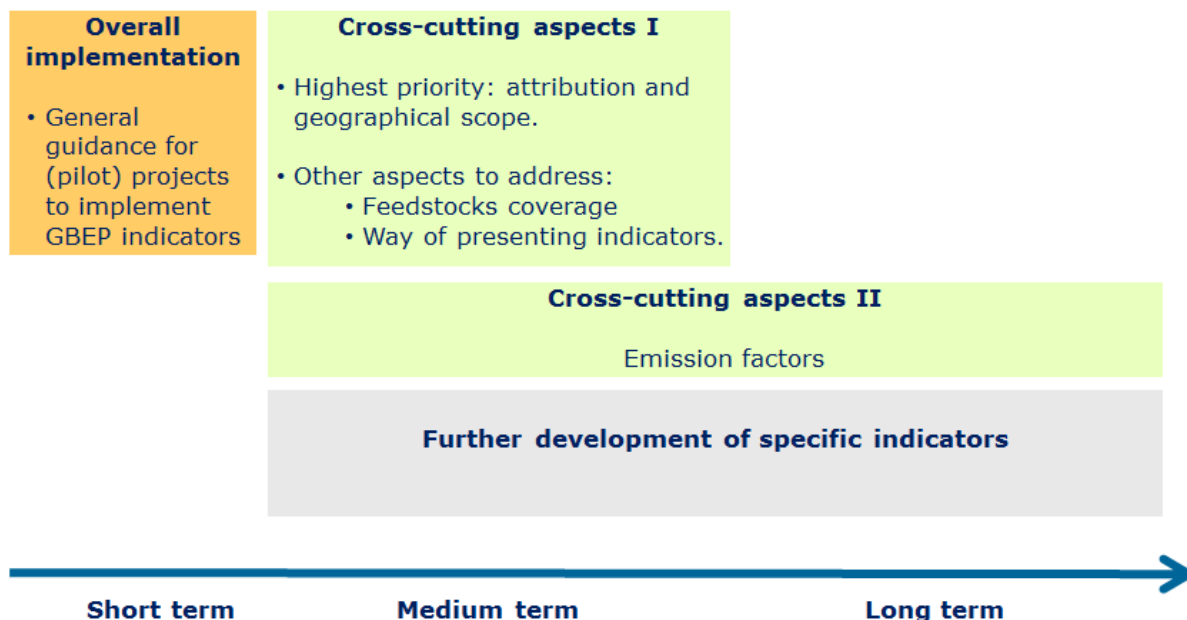 Overall
implementation
• General
guidance for
(pilot) projects
to implement
GBEP indicators
Cross-cutting aspects I
• Highest priority: attribution and
geographical scope.
• Other aspects to address:
• Feedstocks coverage
• Way of presenting indicators.
Cross-cutting aspects II
Emission factors
Further development of specific indicators
Short term
Medium term
Long term